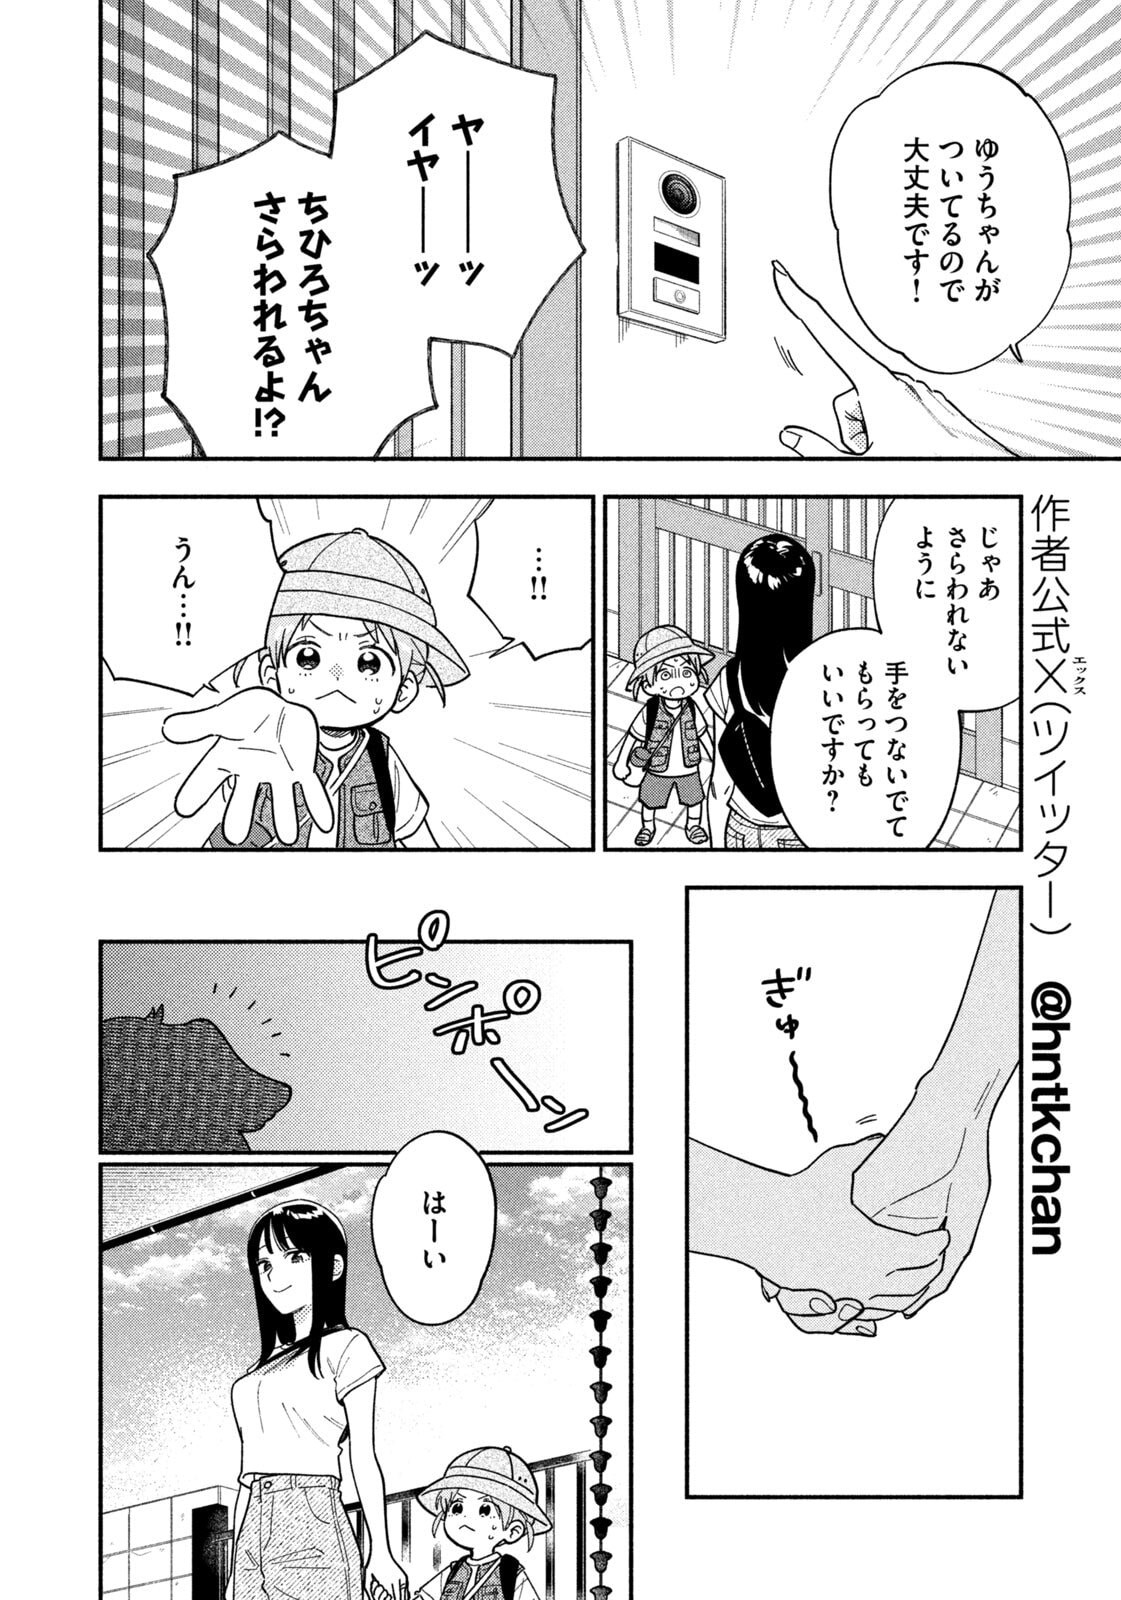 ゆうちゃんが
ついてるので
大丈夫です!
ヤーーッ
イヤーーッ
ちひろちゃん
さらわれるよ!?
じゃあ
さらわれない
ように
手をつないでて
もらっても
いいですか?
…!!
うん…!!
ぎゅ〜
ピンポーン
はーい
作者公式X(ツイッター) @hntkchan
エックス